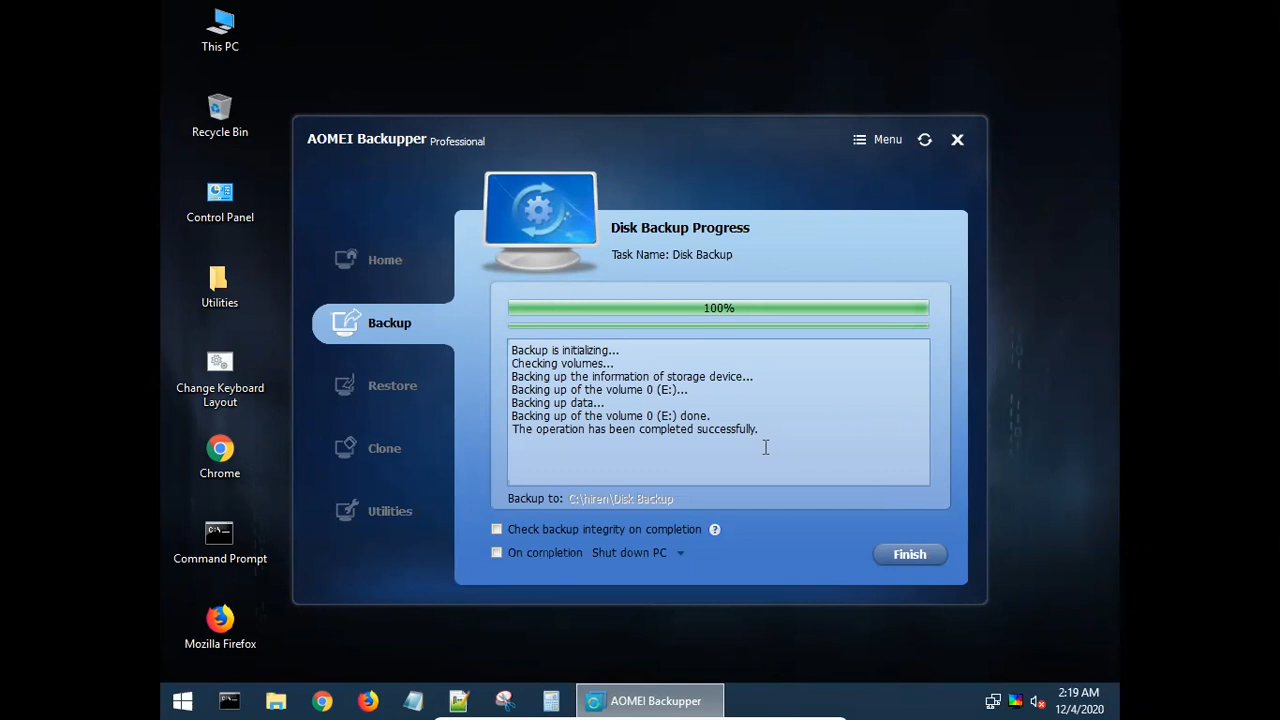 This PC
Recycle Bin
Control Panel
Utilities
Change Keyboard
Layout
Chrome
Command Prompt
Mozilla Firefox
AOMEI Backupper Professional
Menu
Home
Backup
Restore
Clone
Utilities
Disk Backup Progress
Task Name: Disk Backup
100%
Backup is initializing...
Checking volumes...
Backing up the information of storage device...
Backing up of the volume 0 (E:)...
Backing up data...
Backing up of the volume 0 (E:) done.
The operation has been completed successfully.
Backup to: C:\hiren\Disk Backup
Check backup integrity on completion ?
On completion Shut down PC
Finish
AOMEI Backupper
2:19 AM
12/4/2020